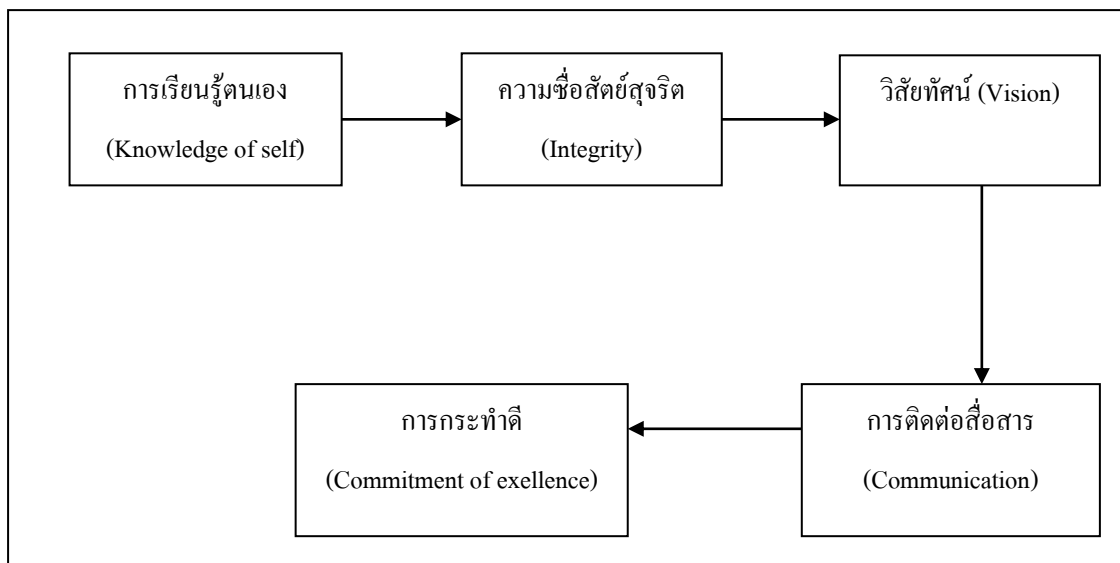 การเรียนรู้ตนเอง
(Knowledge of self)
ความซื่อสัตย์สุจริต
(Integrity)
วิสัยทัศน์ (Vision)
การติดต่อสื่อสาร
(Communication)
การกระทำดี
(Commitment of exellence)